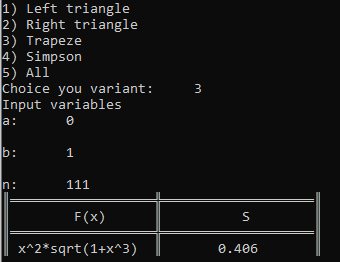 1) Left triangle
2) Right triangle
3) Trapeze
4) Simpson
5) All
Choice you variant: 3
Input variables
a: 0
b: 1
n: 111
F(x) S
x^2*sqrt(1+x^3) 0.406